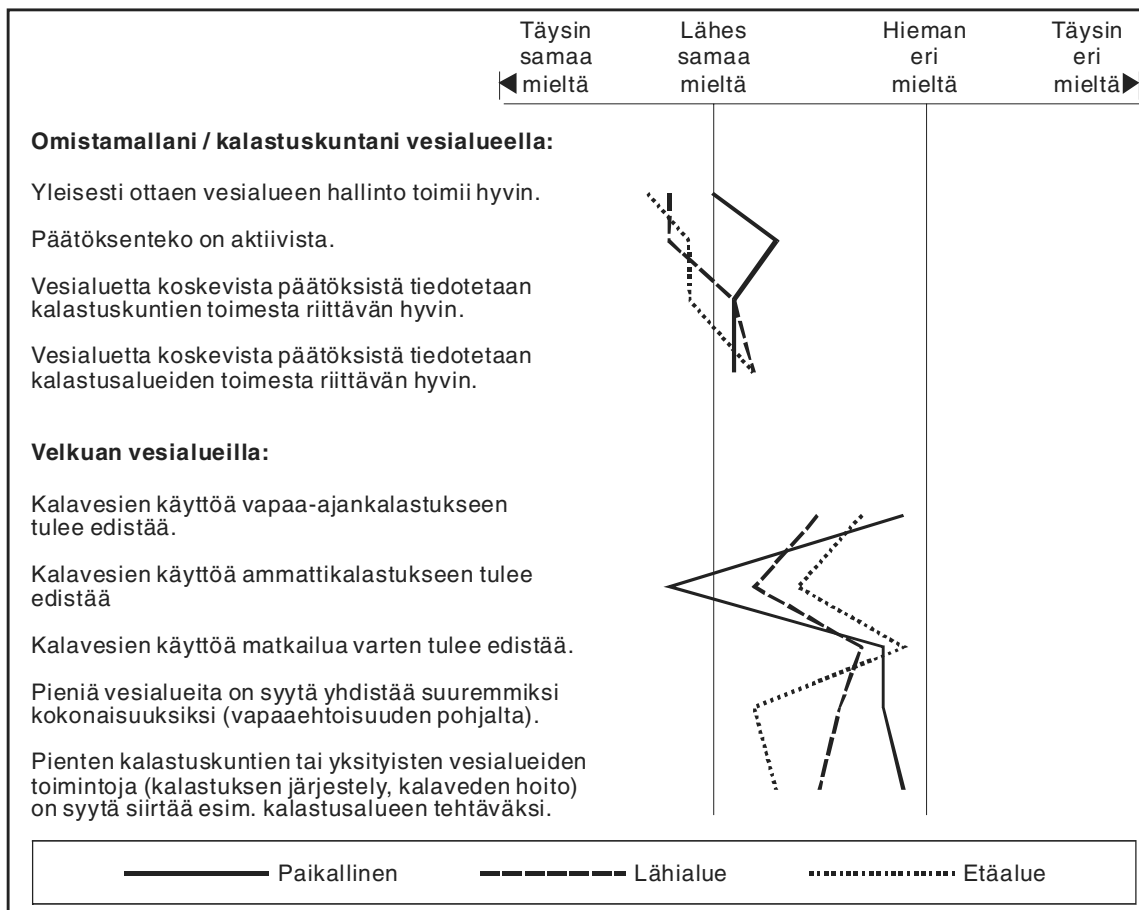 Täysin Lähes Hieman Täysin
samaa samaa eri eri
mieltä mieltä mieltä mieltä
Omistamallani / kalastuskuntani vesialueella:
Yleisesti ottaen vesialueen hallinto toimii hyvin.
Päätöksenteko on aktiivista.
Vesialuetta koskevista päätöksistä tiedotetaan
kalastuskuntien toimesta riittävän hyvin.
Vesialuetta koskevista päätöksistä tiedotetaan
kalastusalueiden toimesta riittävän hyvin.
Velkuan vesialueilla:
Kalavesien käyttöä vapaa-ajankalastukseen
tulee edistää.
Kalavesien käyttöä ammattikalastukseen tulee
edistää
Kalavesien käyttöä matkailua varten tulee edistää.
Pieniä vesialueita on syytä yhdistää suuremmiksi
kokonaisuuksiksi (vapaaehtoisuuden pohjalta).
Pienten kalastuskuntien tai yksityisten vesialueiden
toimintoja (kalastuksen järjestely, kalaveden hoito)
on syytä siirtää esim. kalastusalueen tehtäväksi.
Paikallinen Lähialue Etäalue